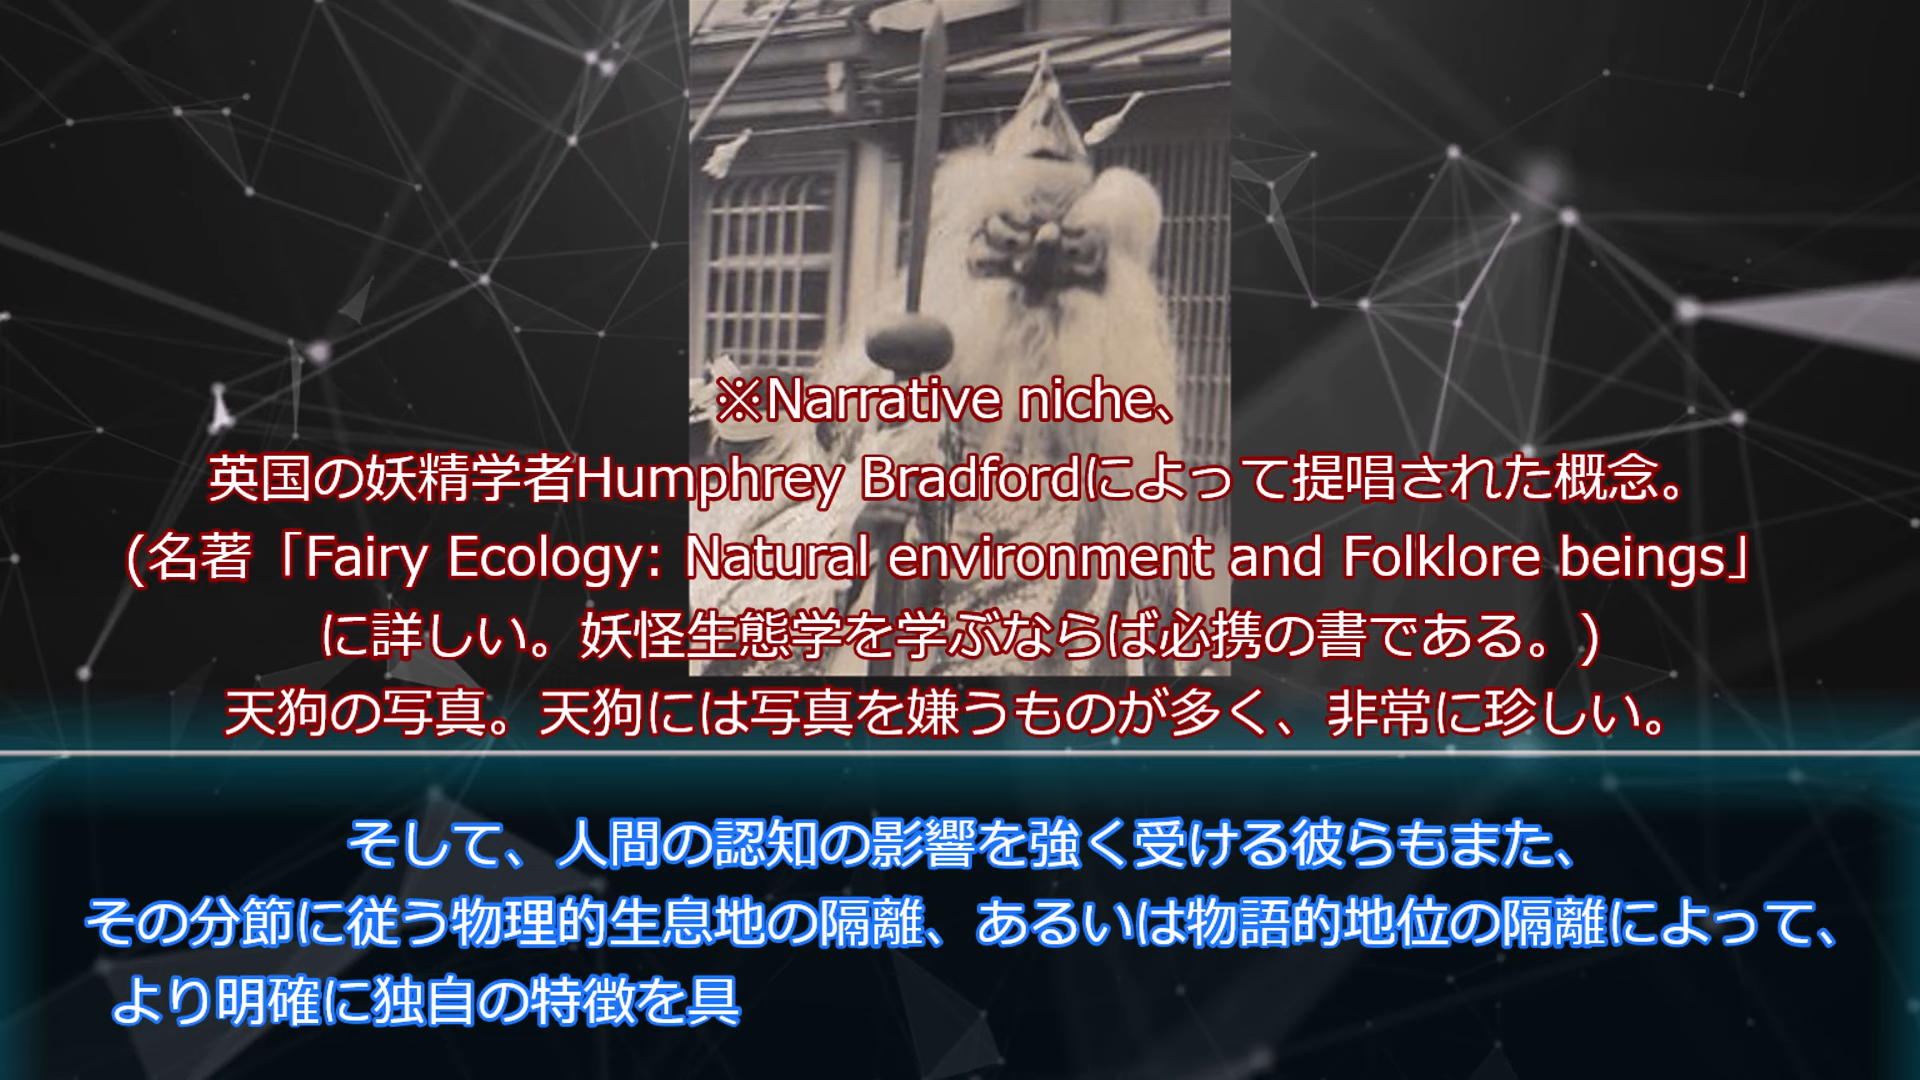 ※Narrative niche、
英国の妖精学者Humphrey Bradfordによって提唱された概念。
(名著「Fairy Ecology: Natural environment and Folklore beings」
に詳しい。妖怪生態学を学ぶならば必携の書である。)
天狗の写真。天狗には写真を嫌うものが多く、非常に珍しい。
そして、人間の認知の影響を強く受ける彼らもまた、
その分節に従う物理的生息地の隔離、あるいは物語的地位の隔離によって、
より明確に独自の特徴を具